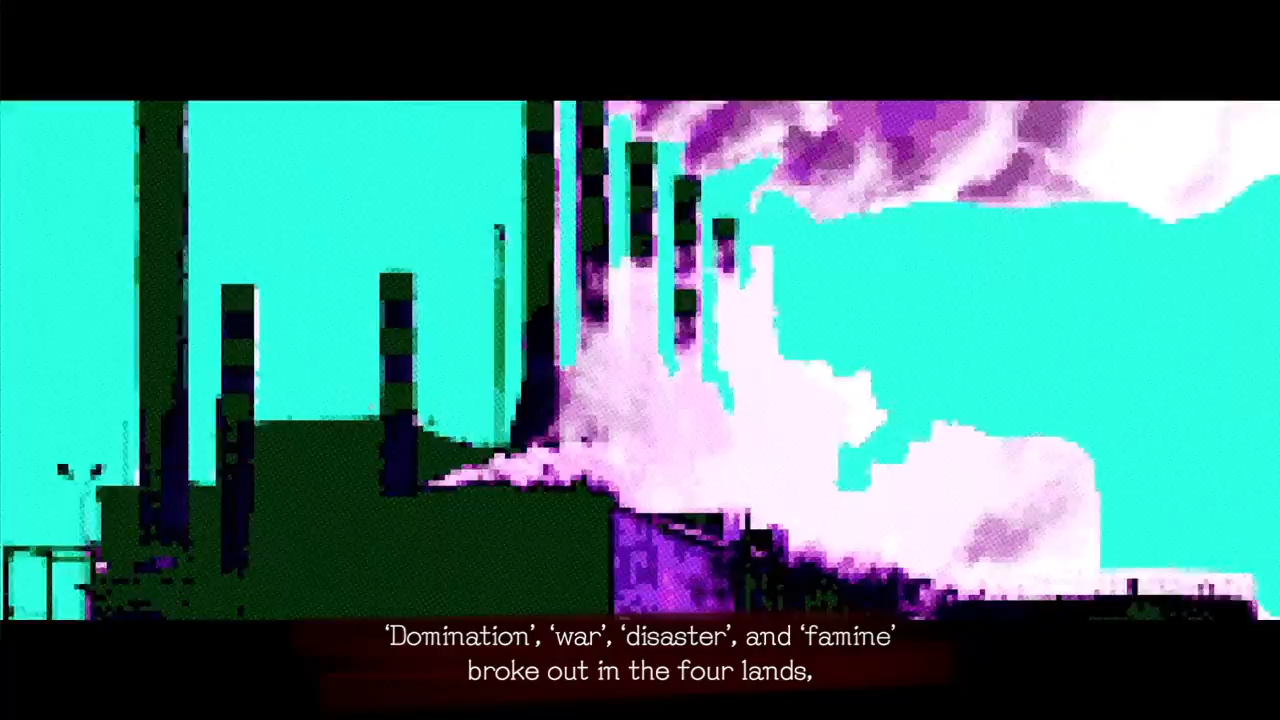 ‘Domination’, ‘war’, ‘disaster’, and ‘famine’
broke out in the four lands,